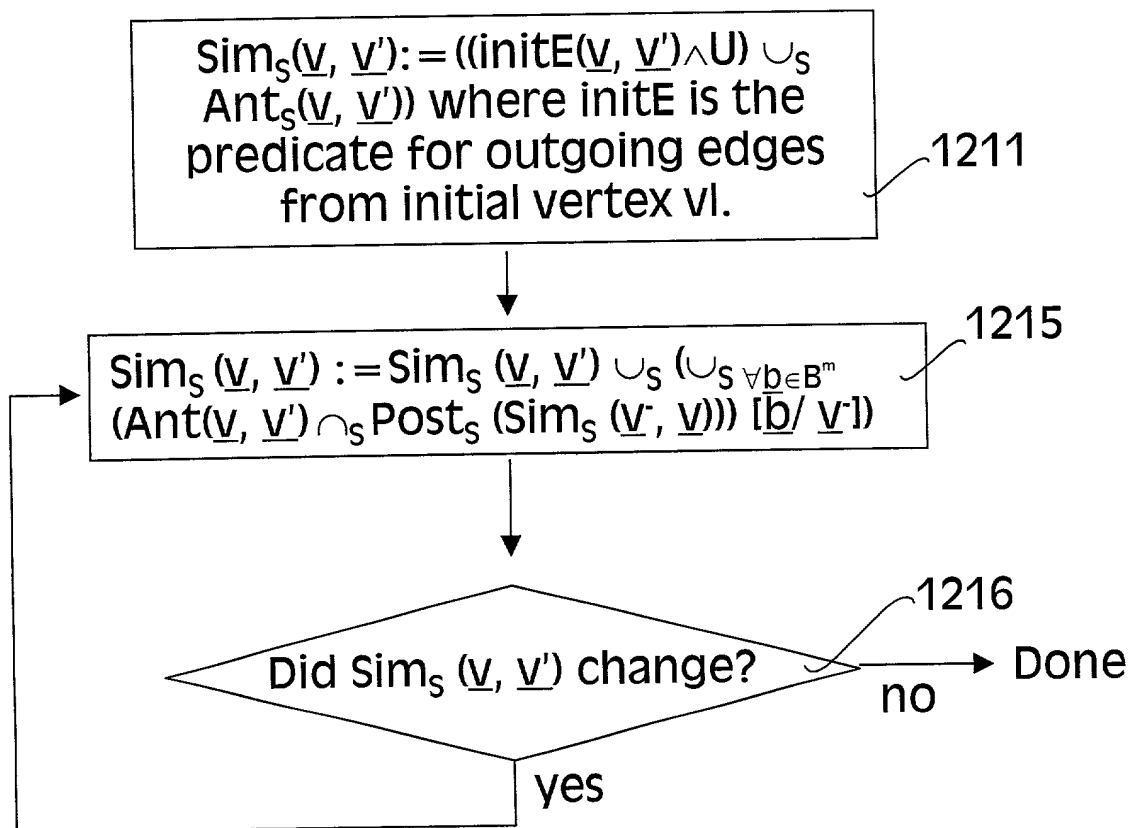 Sim_S(v̲, v̲'):=((initE(v̲, v̲')∧U) ∪_S
Ant_S(v̲, v̲')) where initE is the
predicate for outgoing edges
from initial vertex vI.
1211
1215
Sim_S (v̲, v̲') :=Sim_S (v̲, v̲') ∪_S (∪_S ∀b̲∈B^m
(Ant(v̲, v̲') ∩_S Post_S (Sim_S (v̲⁻, v̲))) [b̲/ v̲⁻])
1216
Did Sim_S (v̲, v̲') change?
Done
no
yes